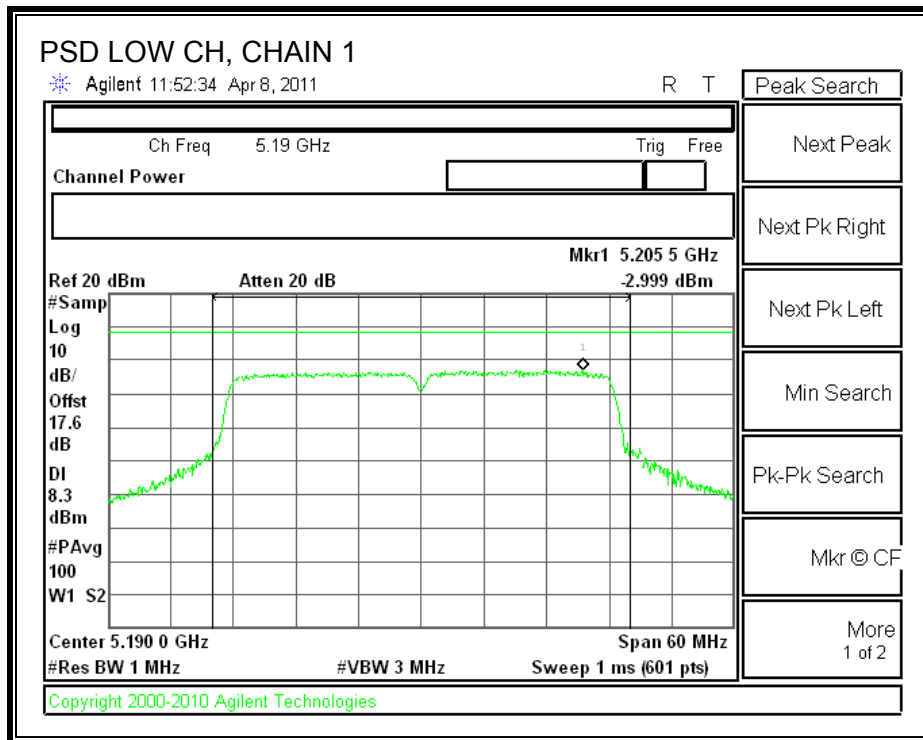 PSD LOW CH, CHAIN 1
Agilent 11:52:34 Apr 8, 2011 R T
Peak Search
Ch Freq 5.19 GHz Trig Free
Channel Power
Next Peak
Next Pk Right
Mkr1 5.205 5 GHz
Ref 20 dBm Atten 20 dB -2.999 dBm
#Samp
Log
10
dB/
Offst
17.6
dB
DI
8.3
dBm
#PAvg
100
W1 S2
1
Next Pk Left
Min Search
Pk-Pk Search
Mkr © CF
More
1 of 2
Center 5.190 0 GHz Span 60 MHz
#Res BW 1 MHz #VBW 3 MHz Sweep 1 ms (601 pts)
Copyright 2000-2010 Agilent Technologies